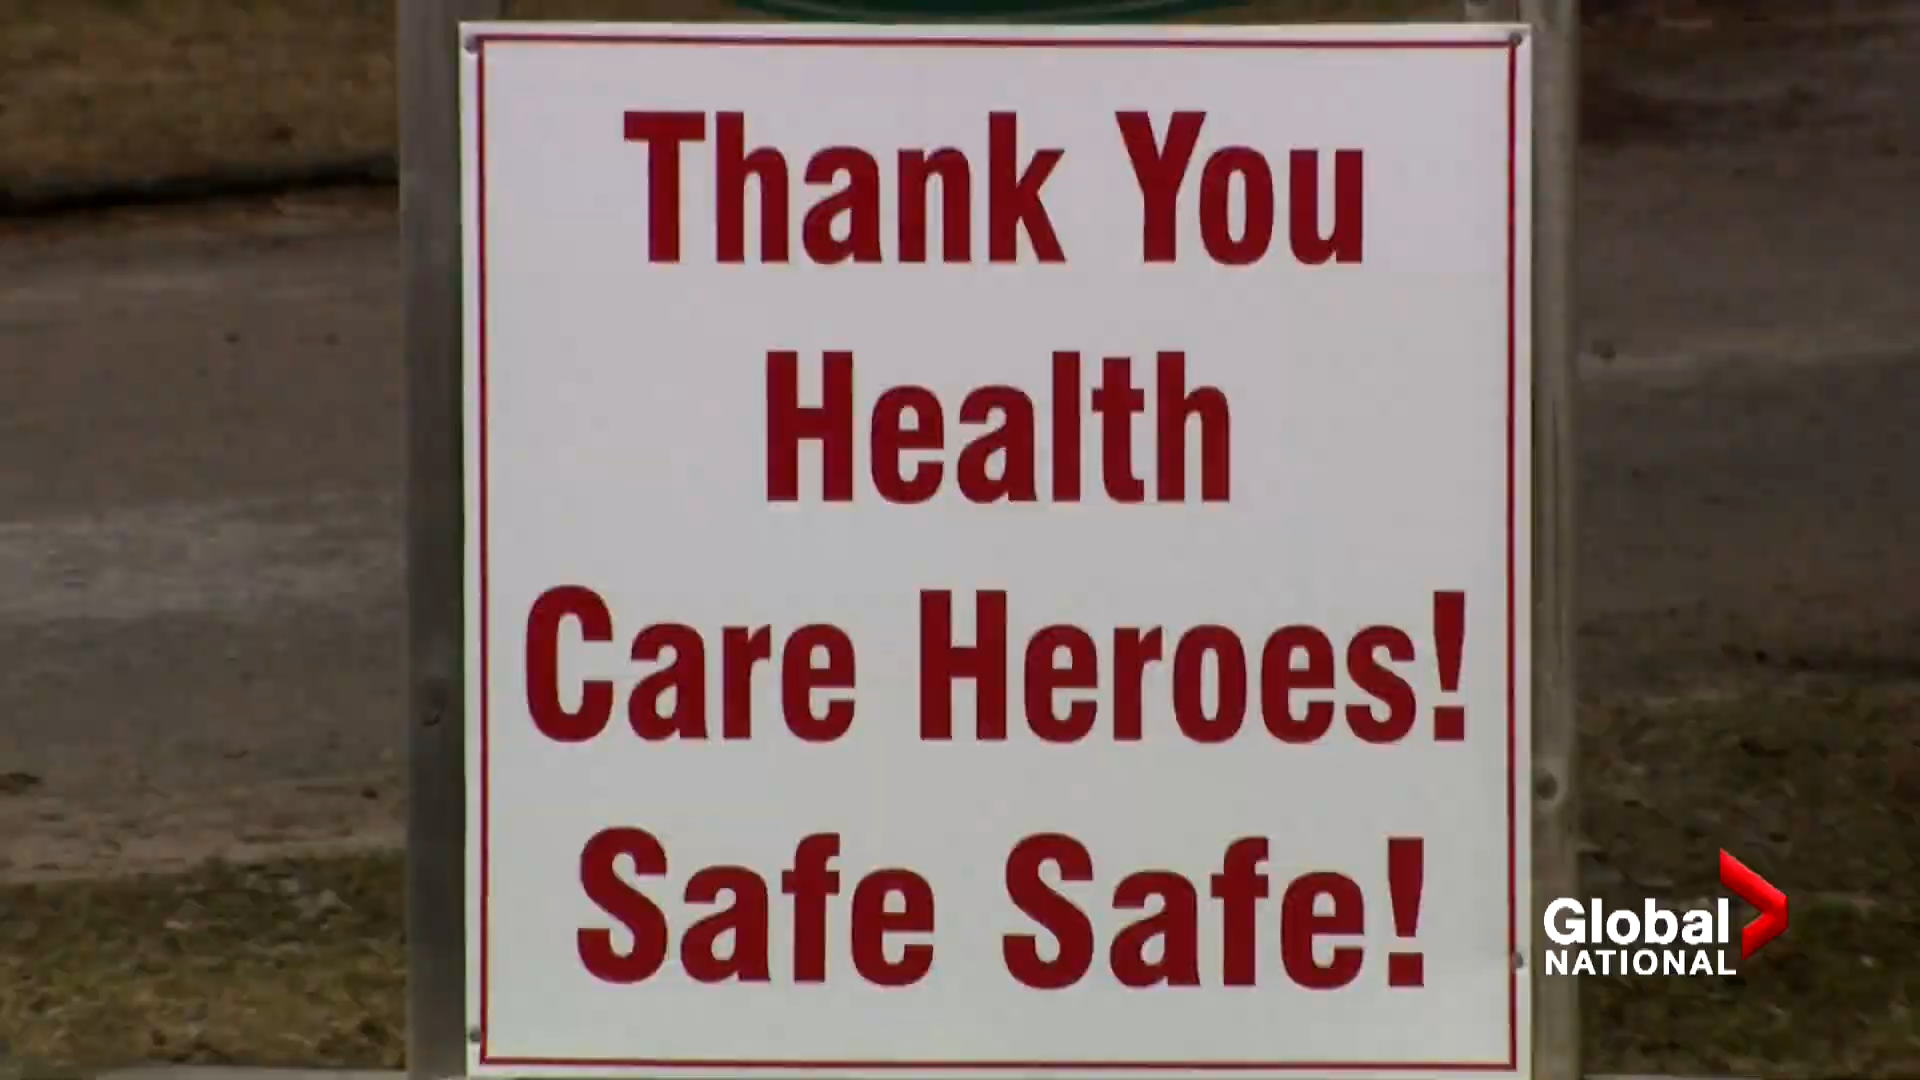 Thank You
Health
Care Heroes!
Safe Safe!
Global
NATIONAL